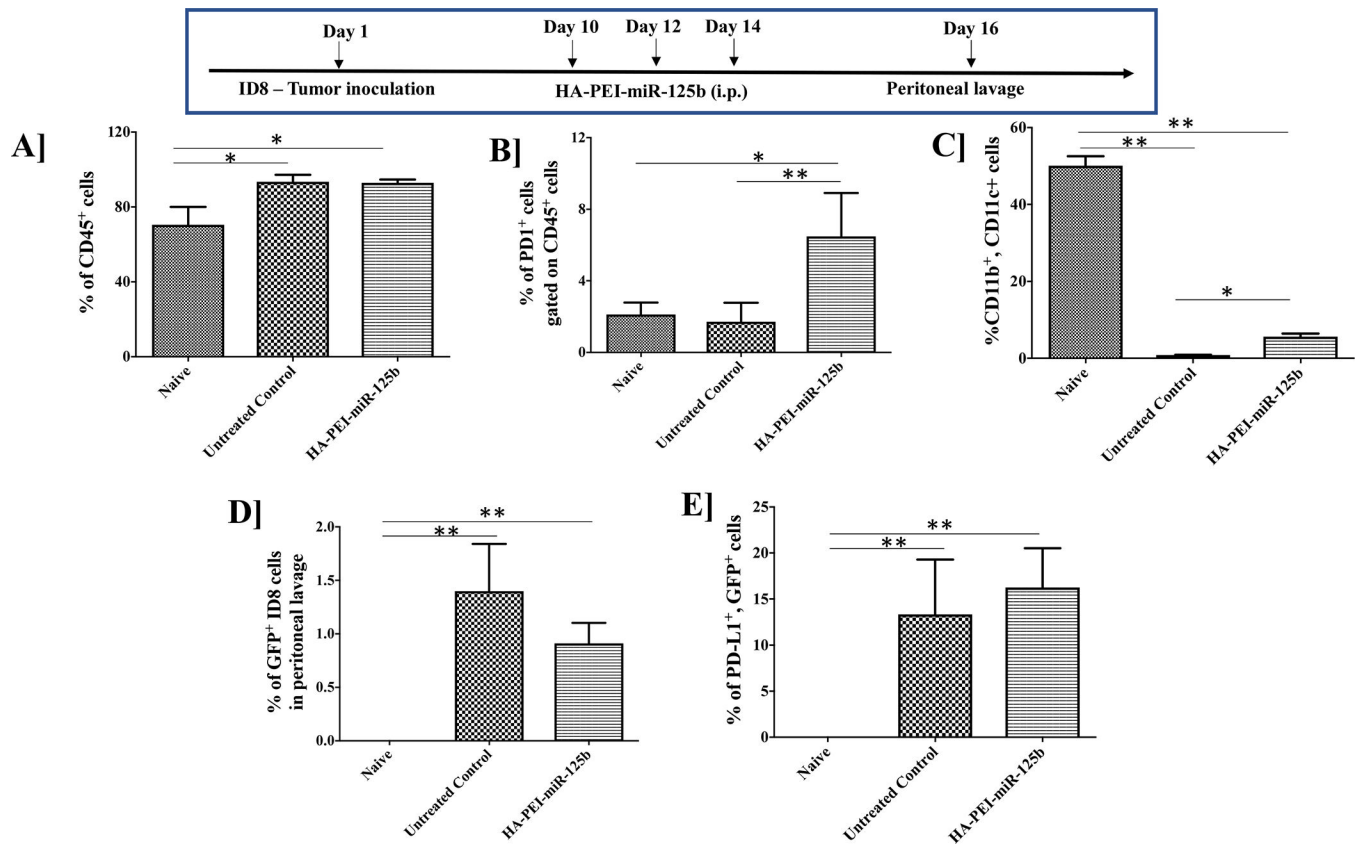 Day 1
Day 10
Day 12
Day 14
Day 16
ID8 – Tumor inoculation
HA-PEI-miR-125b (i.p.)
Peritoneal lavage
A]
% of CD45+ cells
120
80
40
0
*
*
Naive
Untreated Control
HA-PEI-miR-125b
B]
% of PD1+ cells
gated on CD45+ cells
12
8
4
0
*
**
Naive
Untreated Control
HA-PEI-miR-125b
C]
%CD11b+, CD11c+ cells
60
40
20
0
**
**
*
Naive
Untreated Control
HA-PEI-miR-125b
D]
% of GFP+ ID8 cells
in peritoneal lavage
2.0
1.5
1.0
0.5
0.0
**
**
Naive
Untreated Control
HA-PEI-miR-125b
E]
% of PD-L1+, GFP+ cells
25
20
15
10
5
0
**
**
Naive
Untreated Control
HA-PEI-miR-125b